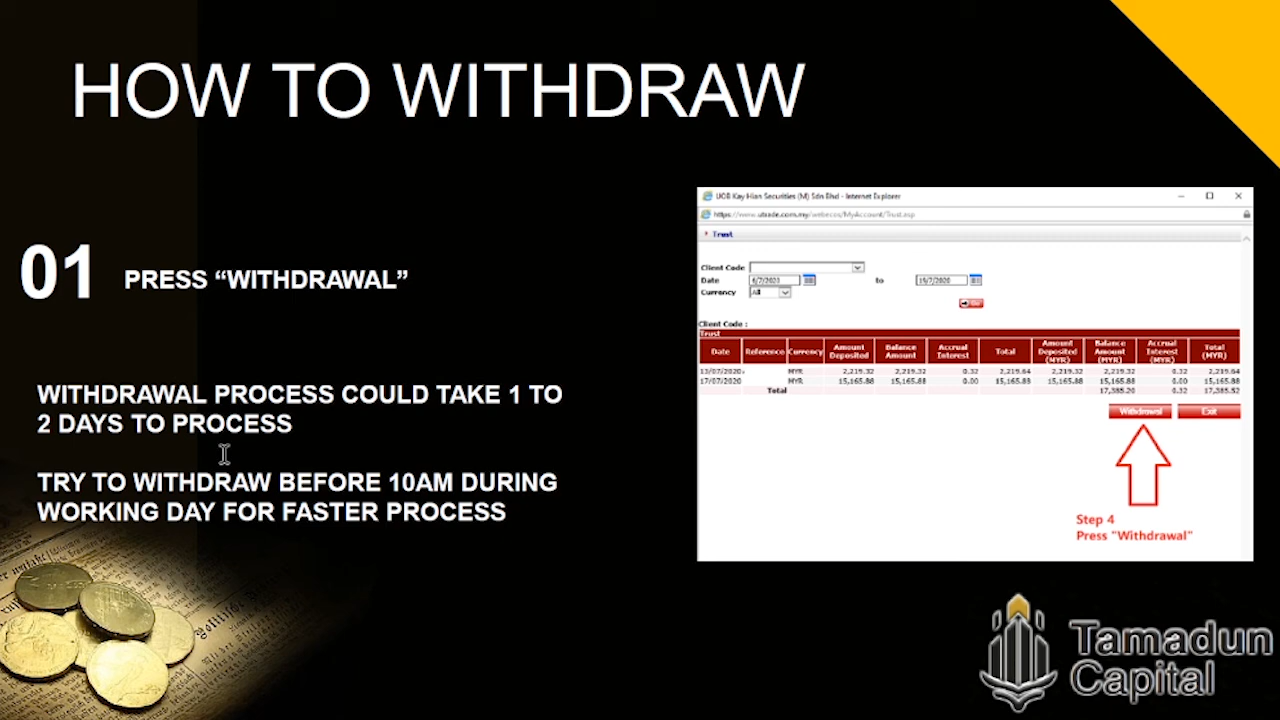 HOW TO WITHDRAW
01 PRESS “WITHDRAWAL”
WITHDRAWAL PROCESS COULD TAKE 1 TO
2 DAYS TO PROCESS
TRY TO WITHDRAW BEFORE 10AM DURING
WORKING DAY FOR FASTER PROCESS
UOB Kay Hian Securities (M) Sdn Bhd - Internet Explorer
Trust
Client Code
Date to 15/7/2020
Currency All
Client Code :
Trust
Date Reference Currency Amount Deposited Balance Amount Accrual Interest Total Amount Deposited (MYR) Balance Amount (MYR) Accrual Interest (MYR) Total (MYR)
13/07/2020 MYR 2,219.32 2,219.32 0.32 2,219.64 2,219.32 2,219.32 0.32 2,219.64
17/07/2020 MYR 15,165.88 15,165.88 0.00 15,165.88 15,165.88 15,165.88 0.00 15,165.88
Total 17,385.20 0.32 17,385.52
Withdrawal Exit
Step 4
Press "Withdrawal"
Tamadun
Capital